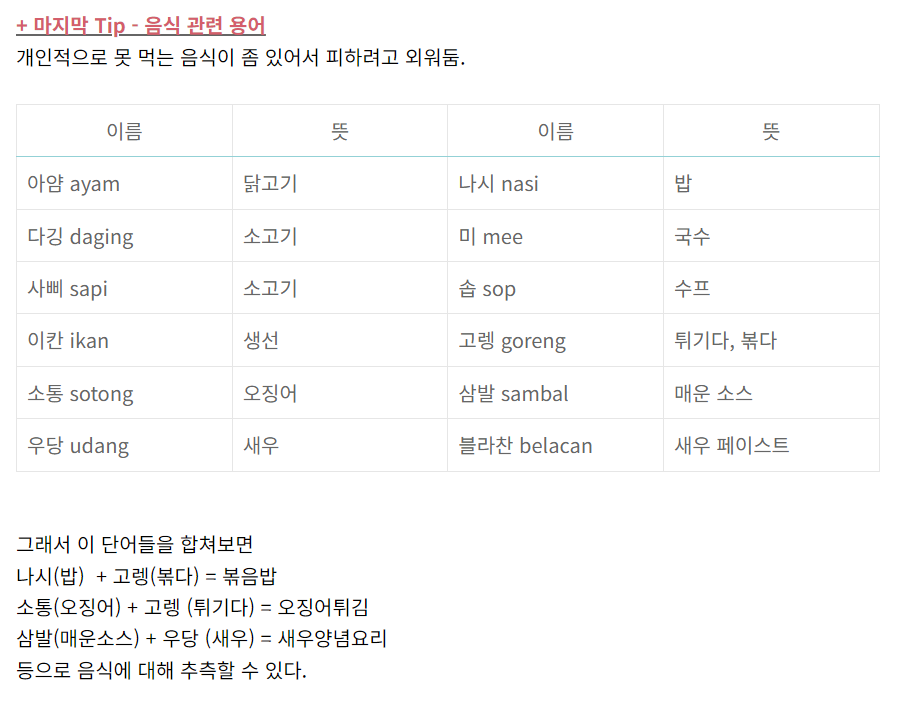 + 마지막 Tip - 음식 관련 용어
개인적으로 못 먹는 음식이 좀 있어서 피하려고 외워둠.
이름 뜻 이름 뜻
아얌 ayam 닭고기 나시 nasi 밥
다깅 daging 소고기 미 mee 국수
사삐 sapi 소고기 솝 sop 수프
이칸 ikan 생선 고렝 goreng 튀기다, 볶다
소통 sotong 오징어 삼발 sambal 매운 소스
우당 udang 새우 블라찬 belacan 새우 페이스트
그래서 이 단어들을 합쳐보면
나시(밥) + 고렝(볶다) = 볶음밥
소통(오징어) + 고렝 (튀기다) = 오징어튀김
삼발(매운소스) + 우당 (새우) = 새우양념요리
등으로 음식에 대해 추측할 수 있다.